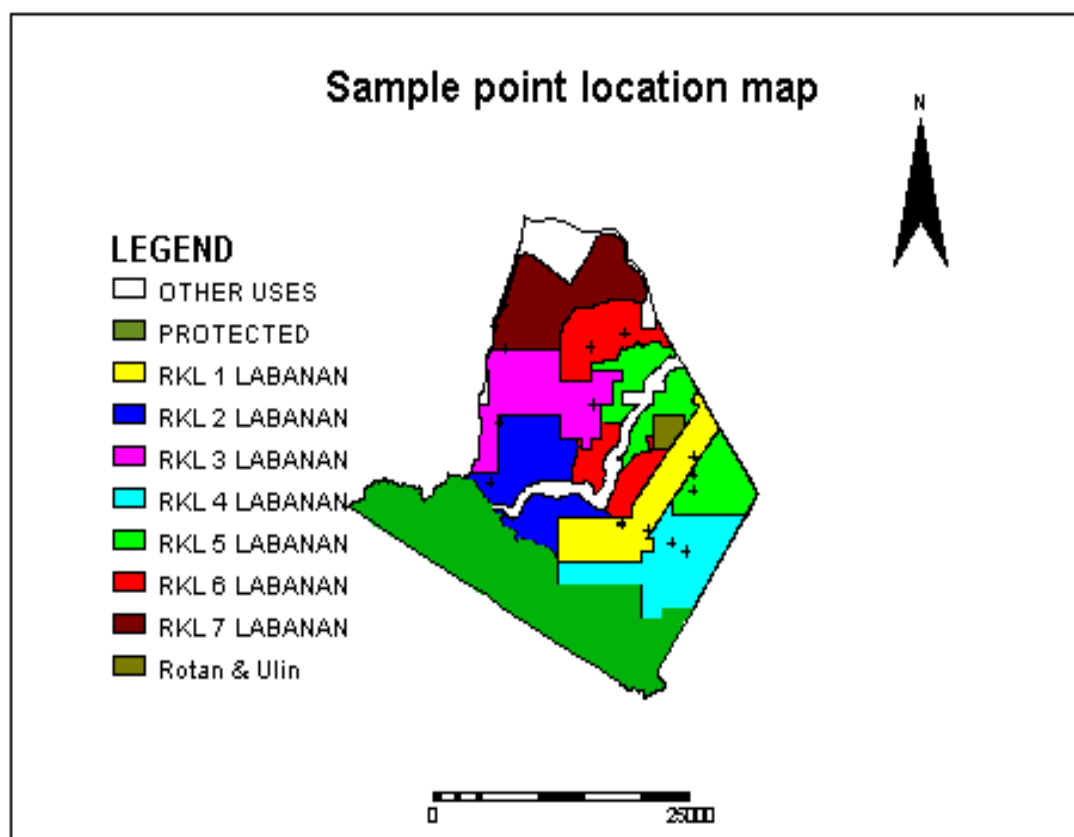 Sample point location map
N
LEGEND
OTHER USES
PROTECTED
RKL 1 LABANAN
RKL 2 LABANAN
RKL 3 LABANAN
RKL 4 LABANAN
RKL 5 LABANAN
RKL 6 LABANAN
RKL 7 LABANAN
Rotan & Ulin
0 25000